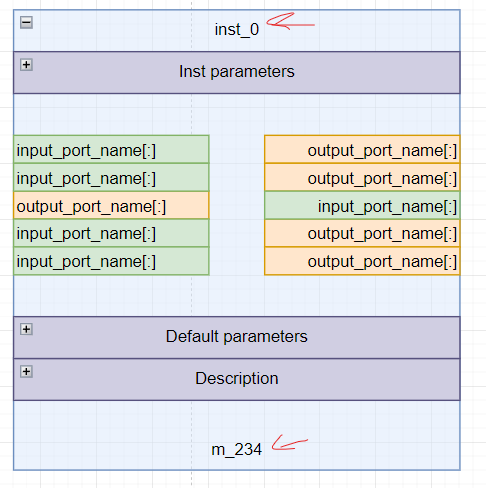 inst_0
Inst parameters
input_port_name[:] output_port_name[:]
input_port_name[:] output_port_name[:]
output_port_name[:] input_port_name[:]
input_port_name[:] output_port_name[:]
input_port_name[:] output_port_name[:]
Default parameters
Description
m_234